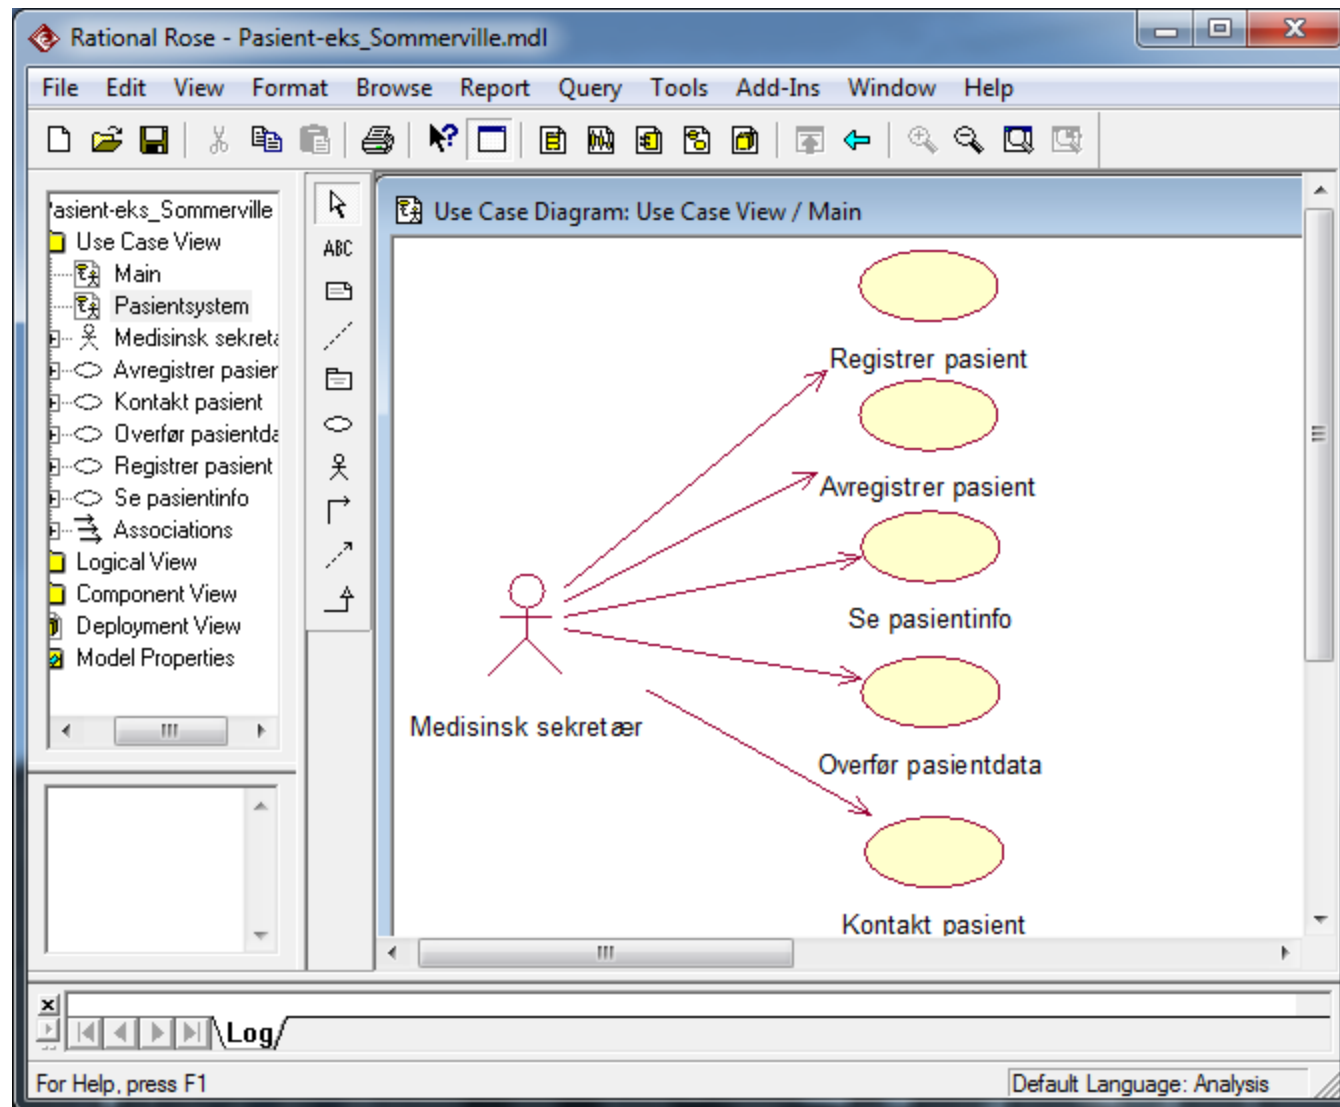 Rational Rose - Pasient-eks_Sommerville.mdl
File Edit View Format Browse Report Query Tools Add-Ins Window Help
asient-eks_Sommerville
Use Case View
Main
Pasientsystem
Medisinsk sekreta
Avregistrer pasier
Kontakt pasient
Overfør pasientda
Registrer pasient
Se pasientinfo
Associations
Logical View
Component View
Deployment View
Model Properties
ABC
Use Case Diagram: Use Case View / Main
Registrer pasient
Avregistrer pasient
Se pasientinfo
Medisinsk sekretær
Overfør pasientdata
Kontakt pasient
Log
For Help, press F1
Default Language: Analysis